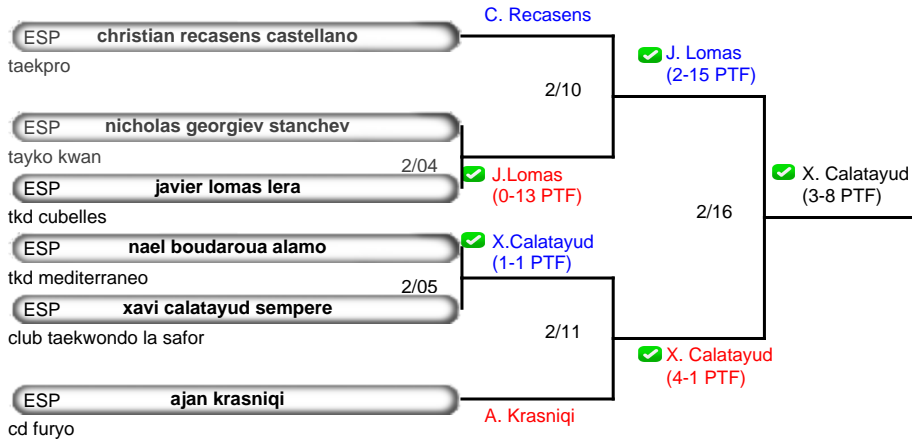 C. Recasens
ESP christian recasens castellano
taekpro
J. Lomas
(2-15 PTF)
2/10
ESP nicholas georgiev stanchev
tayko kwan
2/04
J.Lomas
(0-13 PTF)
ESP javier lomas lera
tkd cubelles
X. Calatayud
(3-8 PTF)
2/16
ESP nael boudaroua alamo
tkd mediterraneo
X.Calatayud
(1-1 PTF)
2/05
ESP xavi calatayud sempere
club taekwondo la safor
2/11
X. Calatayud
(4-1 PTF)
ESP ajan krasniqi
cd furyo
A. Krasniqi